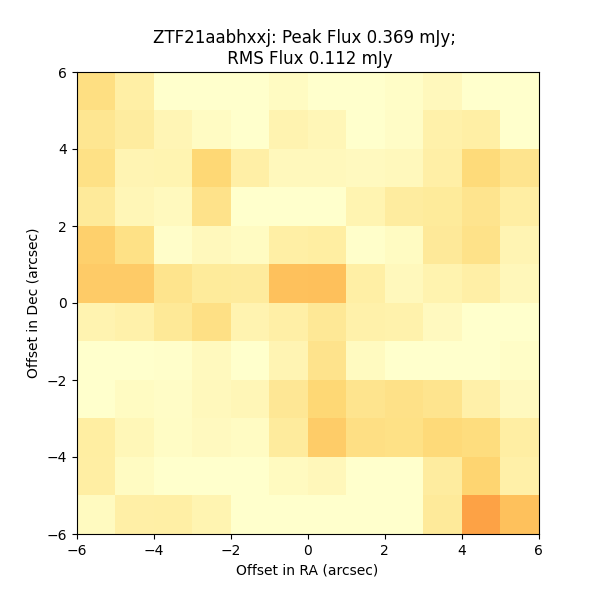 ZTF21aabhxxj: Peak Flux 0.369 mJy;
RMS Flux 0.112 mJy
6
4
2
0
−2
−4
−6
Offset in Dec (arcsec)
−6 −4 −2 0 2 4 6
Offset in RA (arcsec)